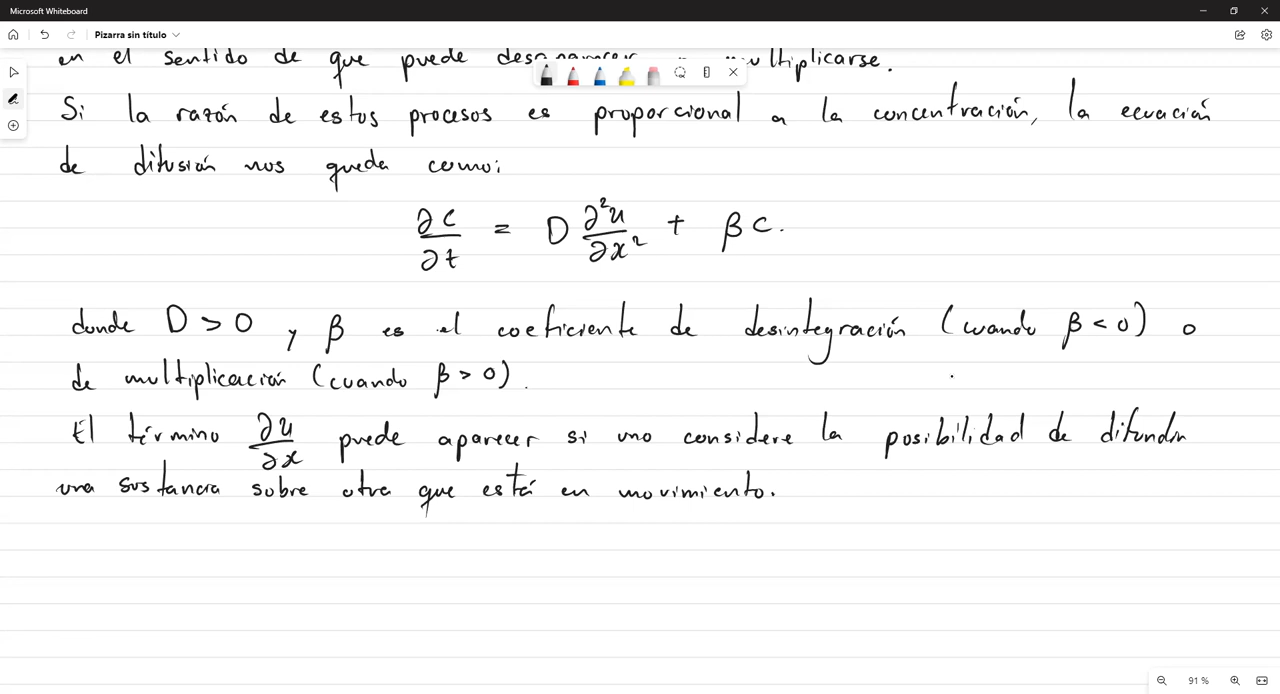 Microsoft Whiteboard
Pizarra sin título
en el sentido de que puede multiplicarse.
Si la razón de estos procesos es proporcional a la concentración, la ecuación
de difusión nos queda como:
∂C/∂t = D ∂²u/∂x² + βC.
donde D > 0 y β es el coeficiente de desintegración (cuando β < 0) o
de multiplicación (cuando β > 0).
El término ∂u/∂x puede aparecer si uno considere la posibilidad de difundir
una sustancia sobre otra que está en movimiento.
91 %